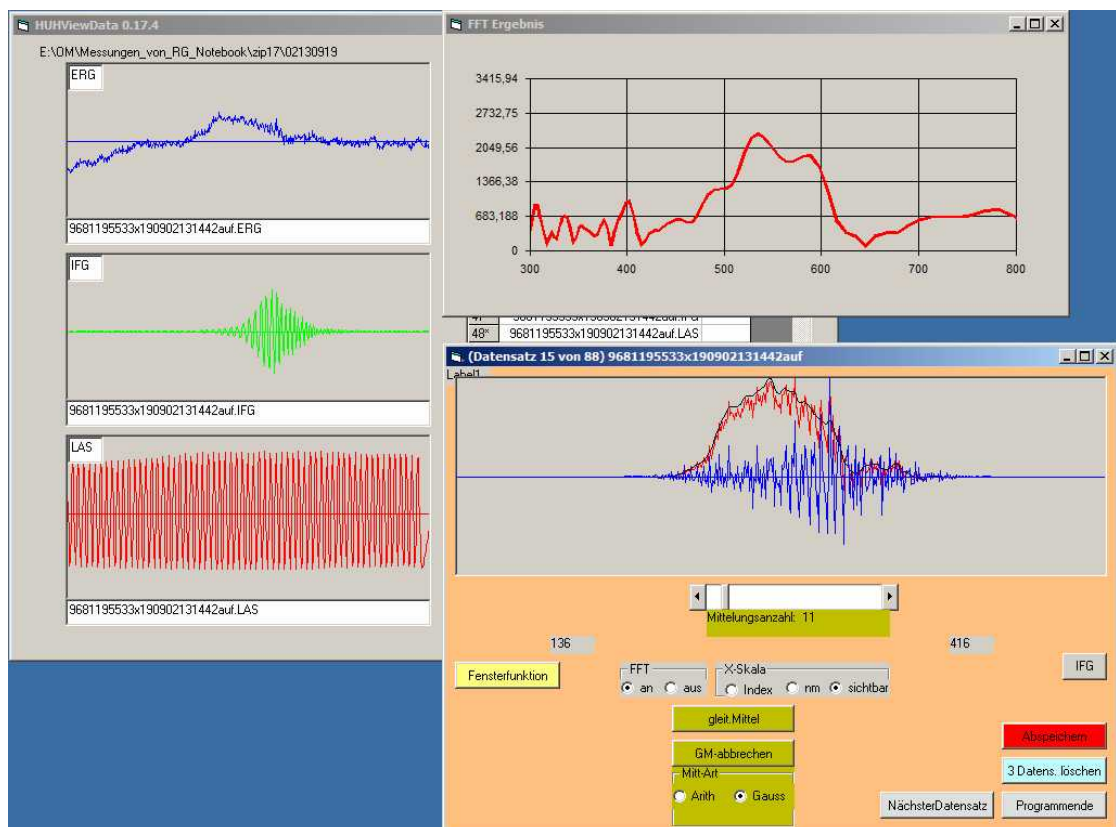 HUHViewData 0.17.4
E:\OM\Messungen_von_RG_Notebook\zip17\02130919
ERG
9681195533x190902131442auf.ERG
IFG
9681195533x190902131442auf.IFG
LAS
9681195533x190902131442auf.LAS
FFT Ergebnis
3415,94
2732,75
2049,56
1366,38
683,188
0
300 400 500 600 700 800
48* 9681195533x190902131442auf.LAS
(Datensatz 15 von 88) 9681195533x190902131442auf
Label1
Mittelungsanzahl: 11
136 416
IFG
Fensterfunktion
FFT
an aus
X-Skala
Index nm sichtbar
gleit.Mittel
GM-abbrechen
Mitt-Art
Arith Gauss
Abspeichern
3 Datens. löschen
NächsterDatensatz Programmende